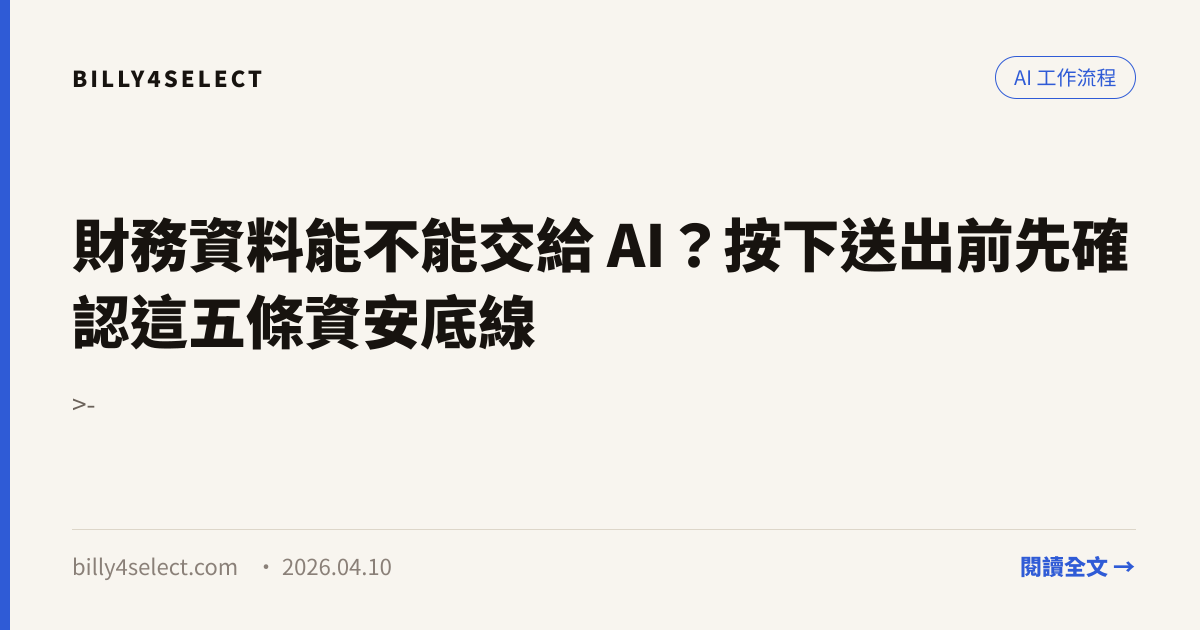 BILLY4SELECT
AI 工作流程
財務資料能不能交給 AI？按下送出前先確
認這五條資安底線
>-
billy4select.com ・ 2026.04.10
閱讀全文 →